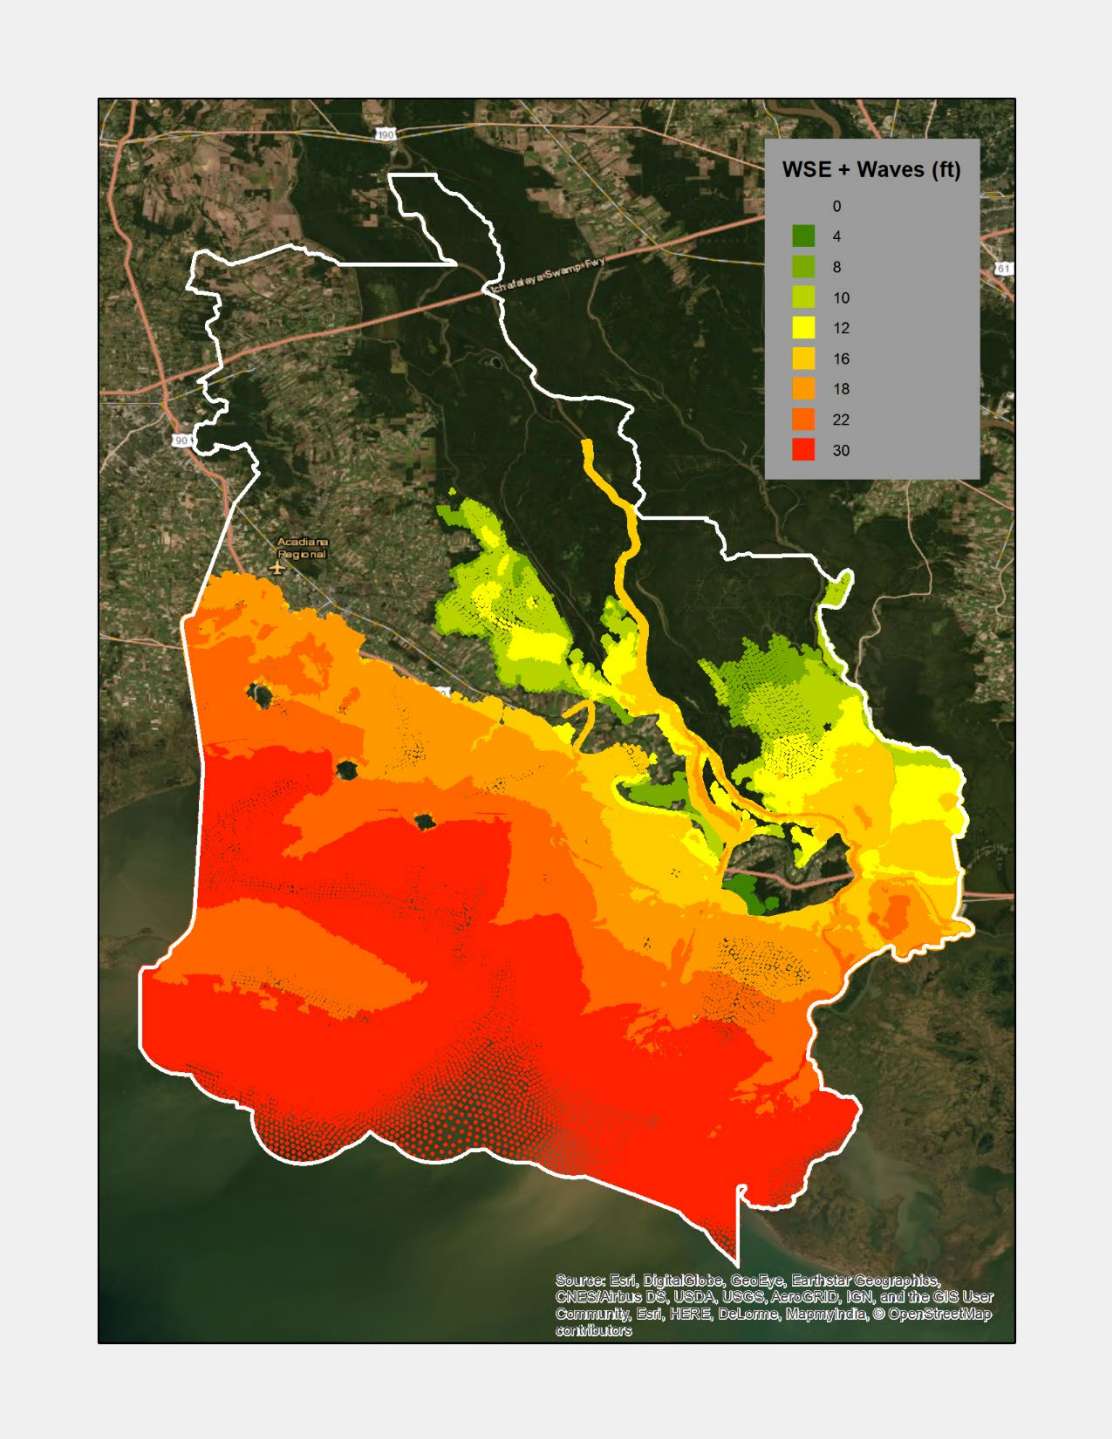 190
WSE + Waves (ft)
0
4
8
10
12
16
18
22
30
61
tchafalaya Swamp Fwy
90
Acadiana
Regional
Source: Esri, DigitalGlobe, GeoEye, Earthstar Geographics,
CNES/Airbus DS, USDA, USGS, AeroGRID, IGN, and the GIS User
Community, Esri, HERE, DeLorme, MapmyIndia, © OpenStreetMap
contributors